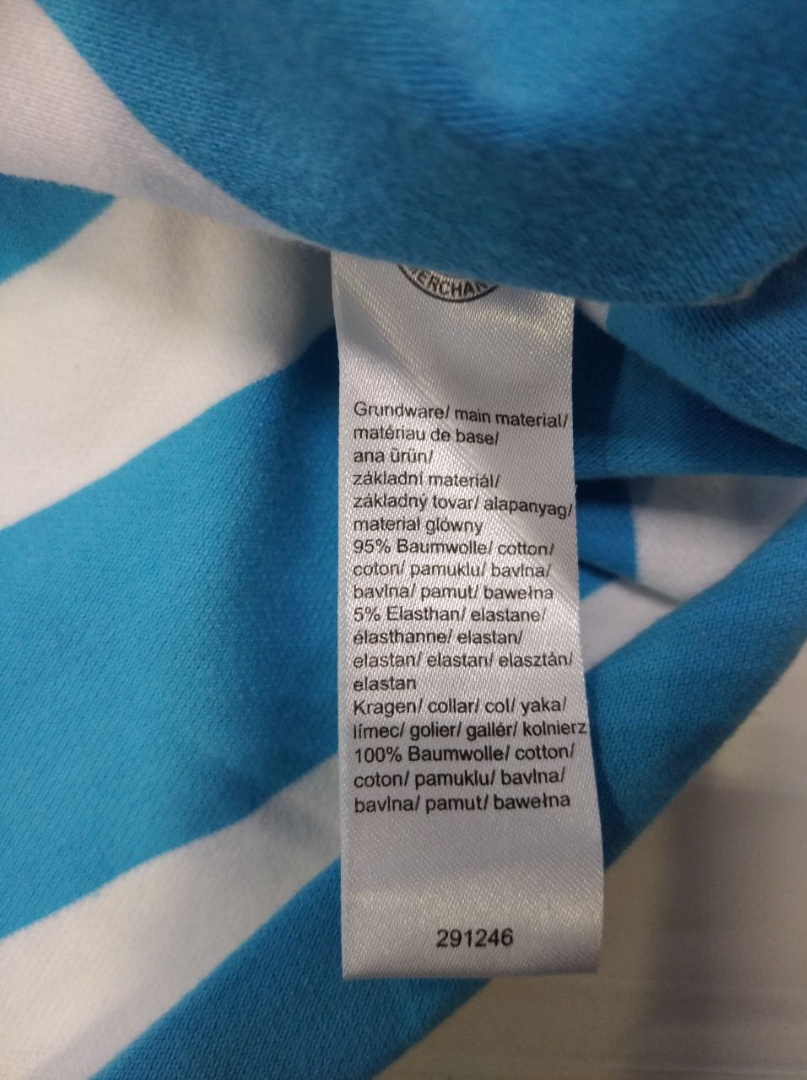 ERCHAN
Grundware/ main material/
matériau de base/
ana ürün/
základní materiál/
základný tovar/ alapanyag/
materiał główny
95% Baumwolle/ cotton/
coton/ pamuklu/ bavlna/
bavlna/ pamut/ bawełna
5% Elasthan/ elastane/
élasthanne/ elastan/
elastan/ elastan/ elasztán/
elastan
Kragen/ collar/ col/ yaka/
límec/ golier/ gallér/ kolnierz
100% Baumwolle/ cotton/
coton/ pamuklu/ bavlna/
bavlna/ pamut/ bawełna
291246